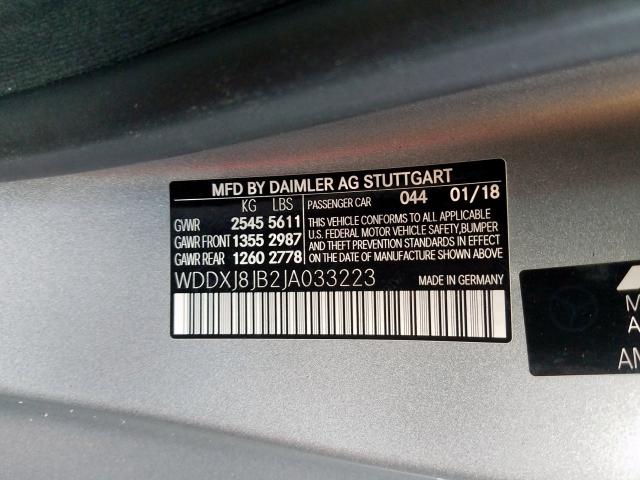 MFD BY DAIMLER AG STUTTGART
KG LBS PASSENGER CAR 044 01/18
GVWR 2545 5611
GAWR FRONT 1355 2987
GAWR REAR 1260 2778
THIS VEHICLE CONFORMS TO ALL APPLICABLE
U.S. FEDERAL MOTOR VEHICLE SAFETY, BUMPER
AND THEFT PREVENTION STANDARDS IN EFFECT
ON THE DATE OF MANUFACTURE SHOWN ABOVE
WDDXJ8JB2JA033223 MADE IN GERMANY